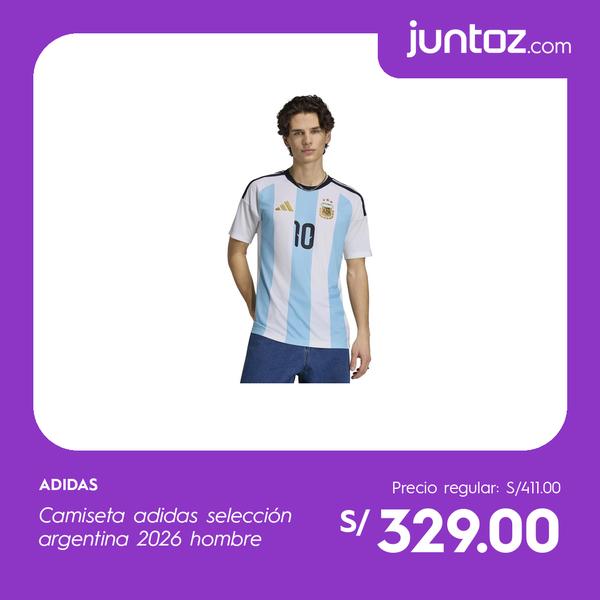 juntoz.com
10
ADIDAS
Camiseta adidas selección
argentina 2026 hombre
Precio regular: S/411.00
S/ 329.00